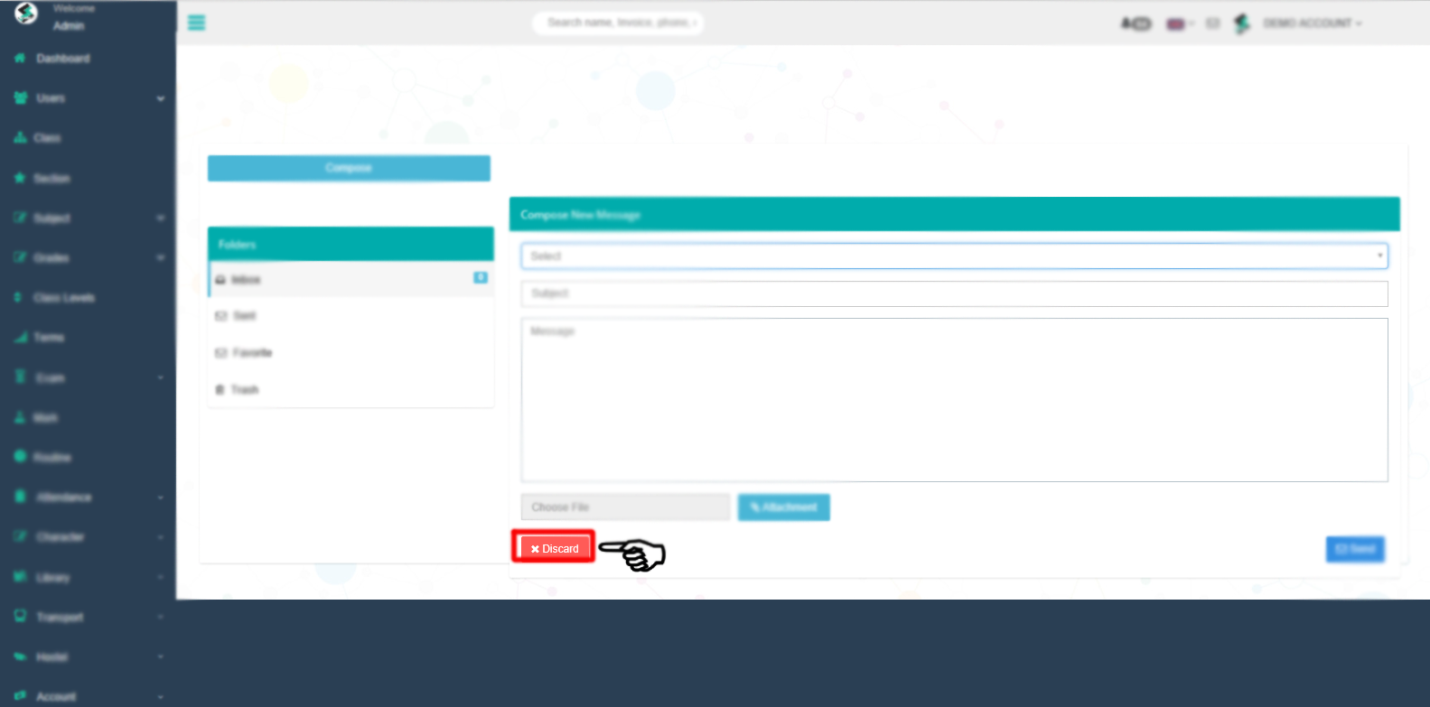 Welcome
Admin
Dashboard
Users
Class
Section
Subject
Grades
Class Levels
Terms
Exam
Mark
Routine
Attendance
Character
Library
Transport
Hostel
Account
Search name, Invoice, phone,
DEMO ACCOUNT
Compose
Folders
Inbox
0
Sent
Favorite
Trash
Compose New Message
Select
Subject
Message
Choose File
Attachment
Discard
Send